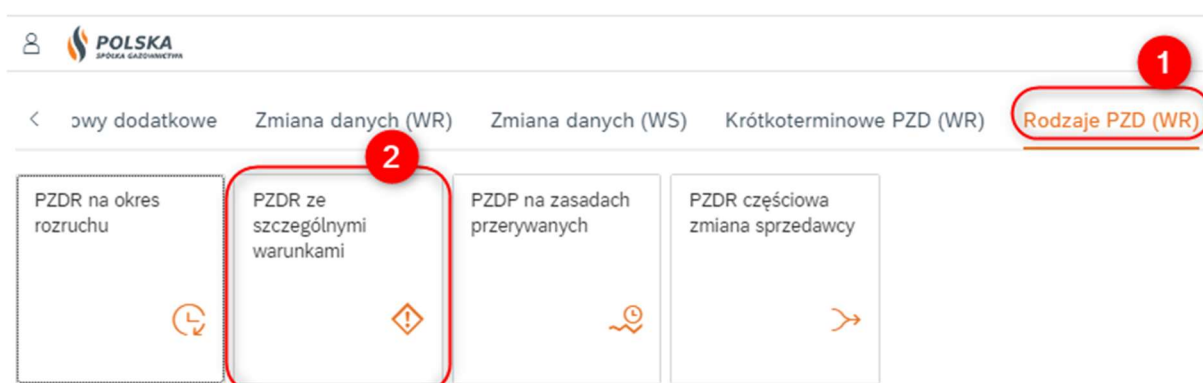 POLSKA
SPÓŁKA GAZOWNICTWA
1
owy dodatkowe Zmiana danych (WR) Zmiana danych (WS) Krótkoterminowe PZD (WR) Rodzaje PZD (WR)
2
PZDR na okres
rozruchu
PZDR ze
szczególnymi
warunkami
PZDP na zasadach
przerywanych
PZDR częściowa
zmiana sprzedawcy